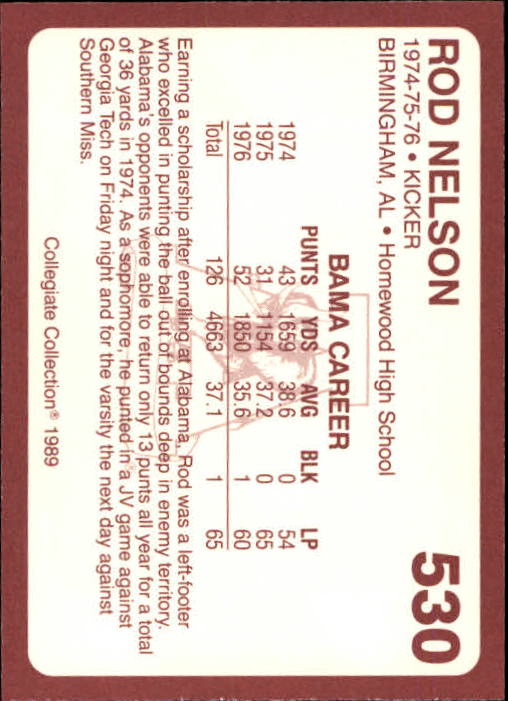 ROD NELSON
530
1974-75-76 • KICKER
BIRMINGHAM, AL • Homewood High School
BAMA CAREER
PUNTS YDS AVG BLK LP
1974 43 1659 38.6 0 54
1975 31 1154 37.2 0 65
1976 52 1850 35.6 1 60
Total 126 4663 37.1 1 65
Earning a scholarship after enrolling at Alabama, Rod was a left-footer
who excelled in punting the ball out of bounds deep in enemy territory.
Alabama's opponents were able to return only 13 punts all year for a total
of 36 yards in 1974. As a sophomore, he punted in a JV game against
Georgia Tech on Friday night and for the varsity the next day against
Southern Miss.
Collegiate Collection® 1989